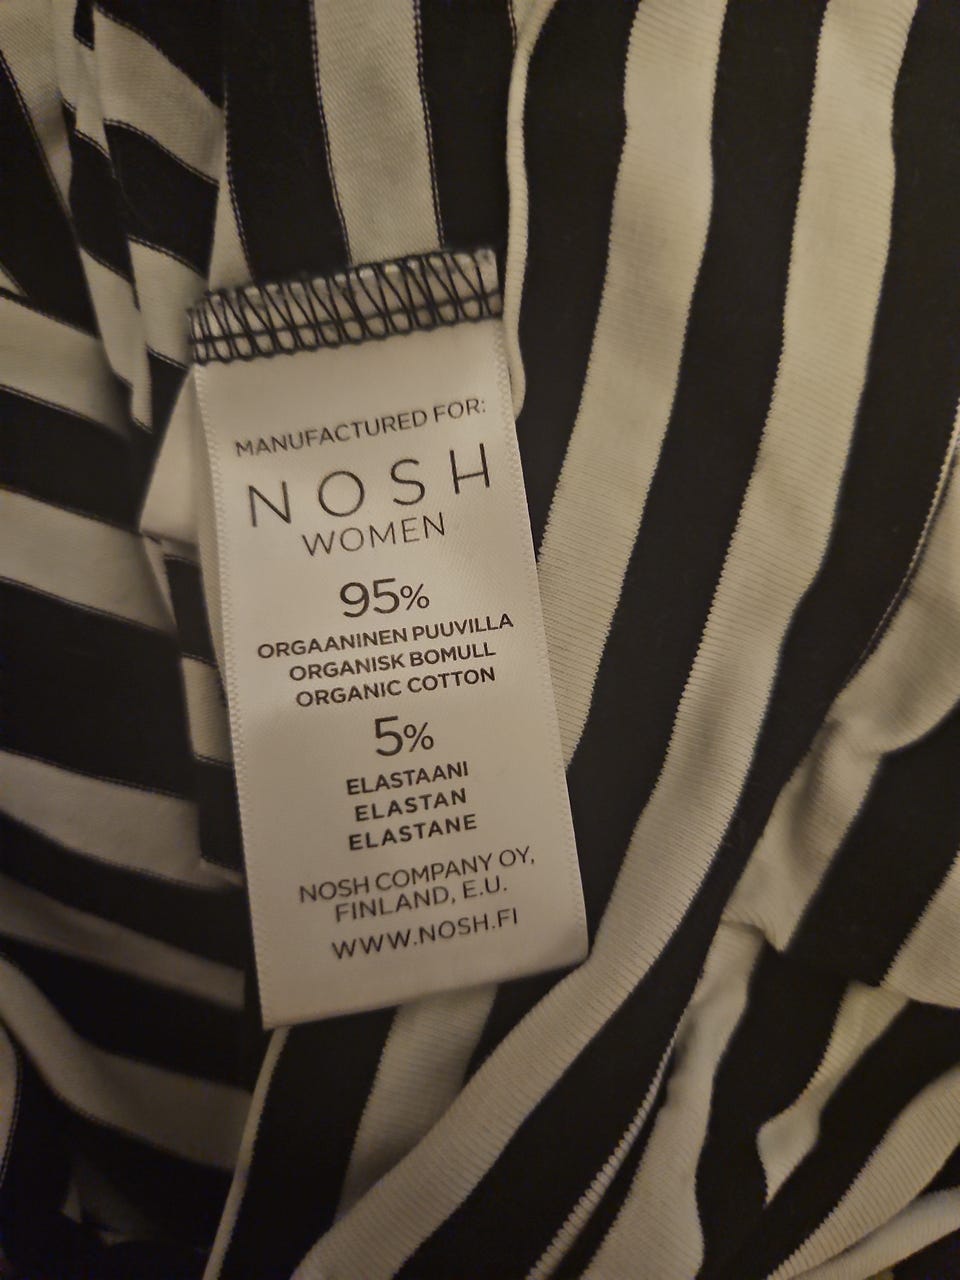 MANUFACTURED FOR:
NOSH
WOMEN
95%
ORGAANINEN PUUVILLA
ORGANISK BOMULL
ORGANIC COTTON
5%
ELASTAANI
ELASTAN
ELASTANE
NOSH COMPANY OY,
FINLAND, E.U.
WWW.NOSH.FI